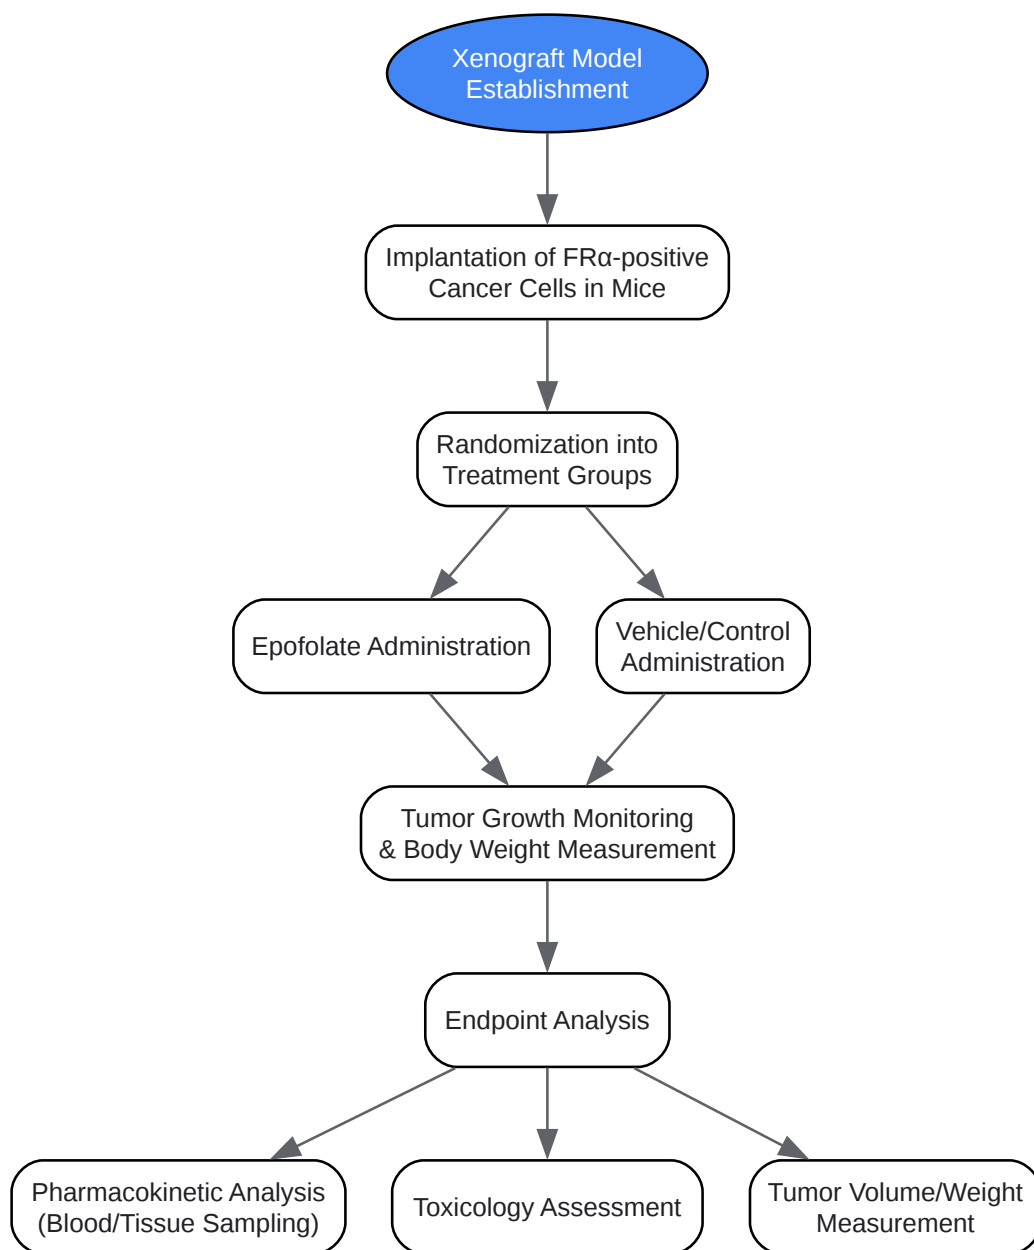 Xenograft Model
Establishment
Implantation of FRα-positive
Cancer Cells in Mice
Randomization into
Treatment Groups
Epofolate Administration
Vehicle/Control
Administration
Tumor Growth Monitoring
& Body Weight Measurement
Endpoint Analysis
Pharmacokinetic Analysis
(Blood/Tissue Sampling)
Toxicology Assessment
Tumor Volume/Weight
Measurement